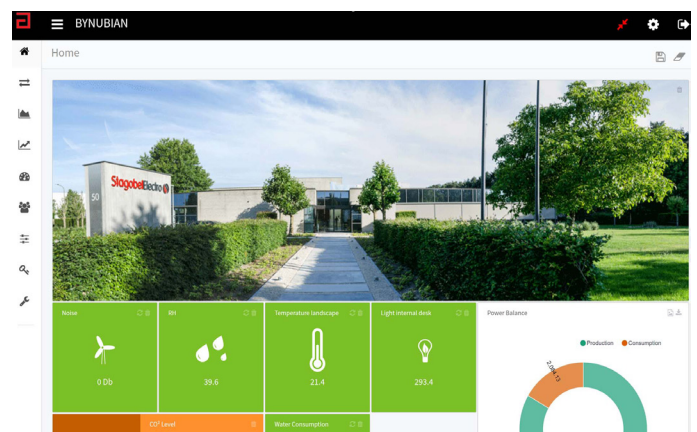 BYNUBIAN
Home
50
StagobelElectro
Noise
RH
Temperature landscape
Light internal desk
Power Balance
0 Db
39.6
21.4
293.4
Production
Consumption
CO² Level
Water Consumption